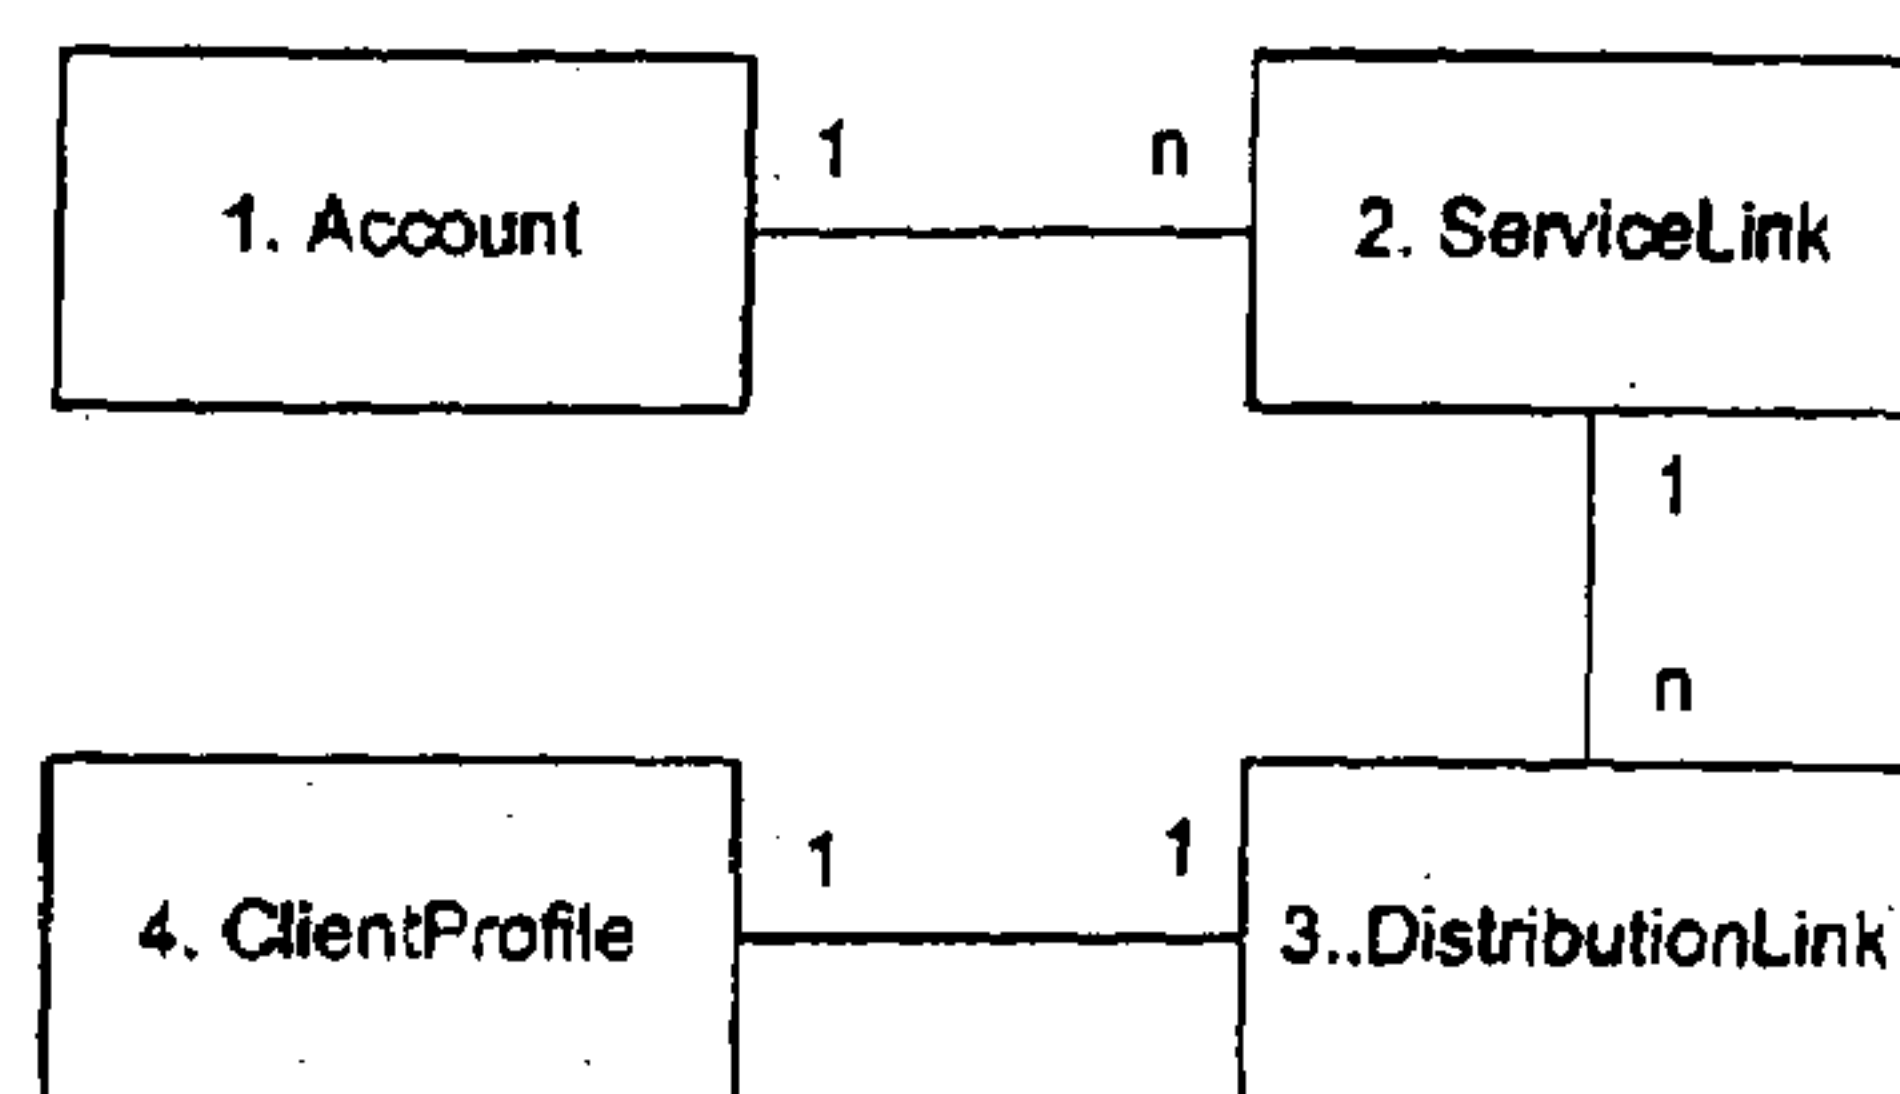 1 n
1. Account
2. ServiceLink
1
n
1 1
4. ClientProfile
3..DistributionLink